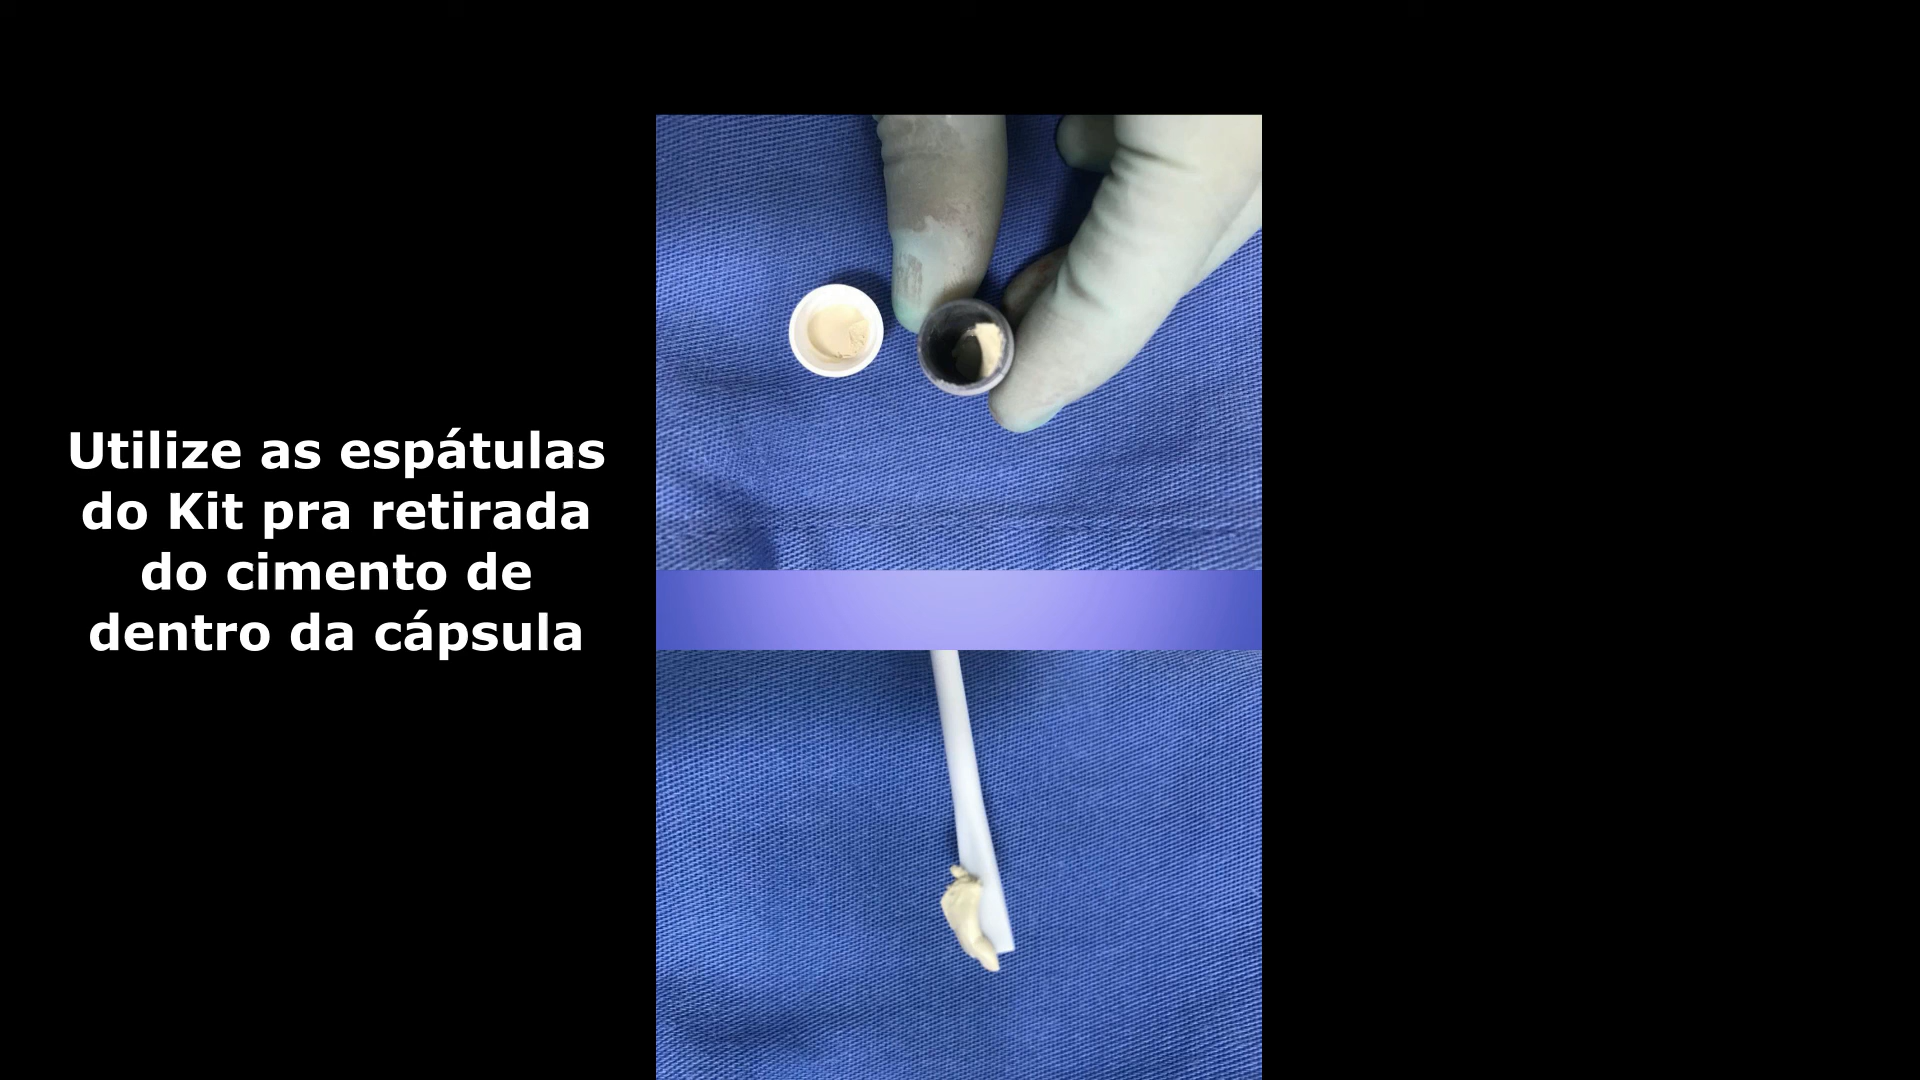 Utilize as espátulas
do Kit pra retirada
do cimento de
dentro da cápsula